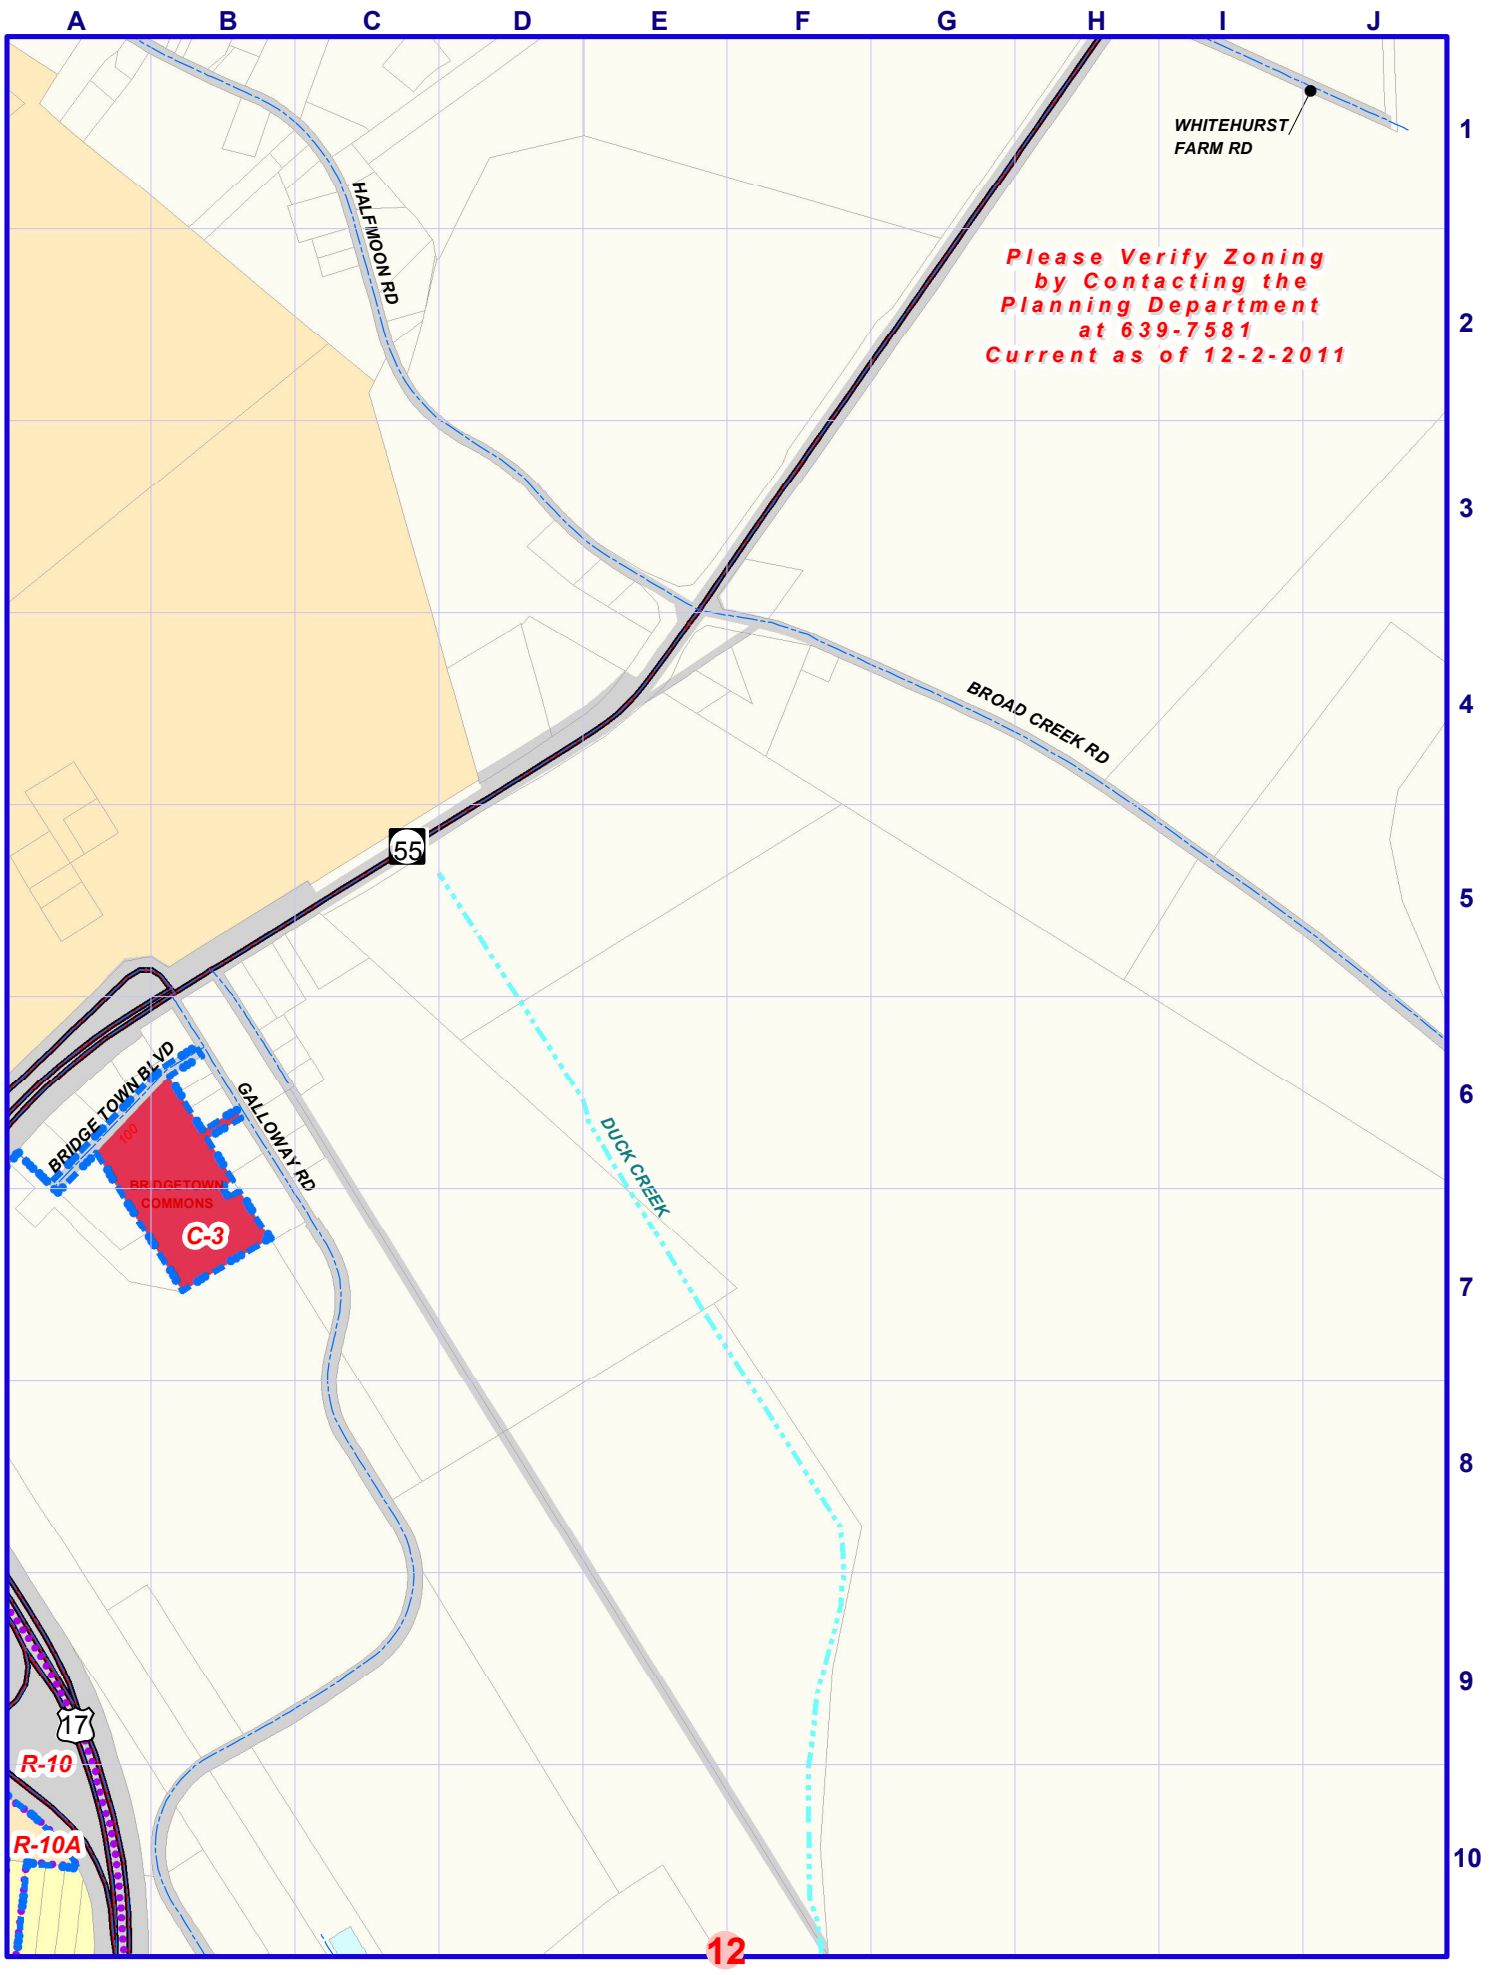 A B C D E F G H I J
1
WHITEHURST
FARM RD
HALFMOON RD
Please Verify Zoning
by Contacting the
Planning Department
at 639-7581
Current as of 12-2-2011
2
3
BROAD CREEK RD
4
55
5
BRIDGE TOWN BLVD
GALLOWAY RD
6
100
DUCK CREEK
BRIDGETOWN
COMMONS
C-3
7
8
9
17
R-10
R-10A
10
12